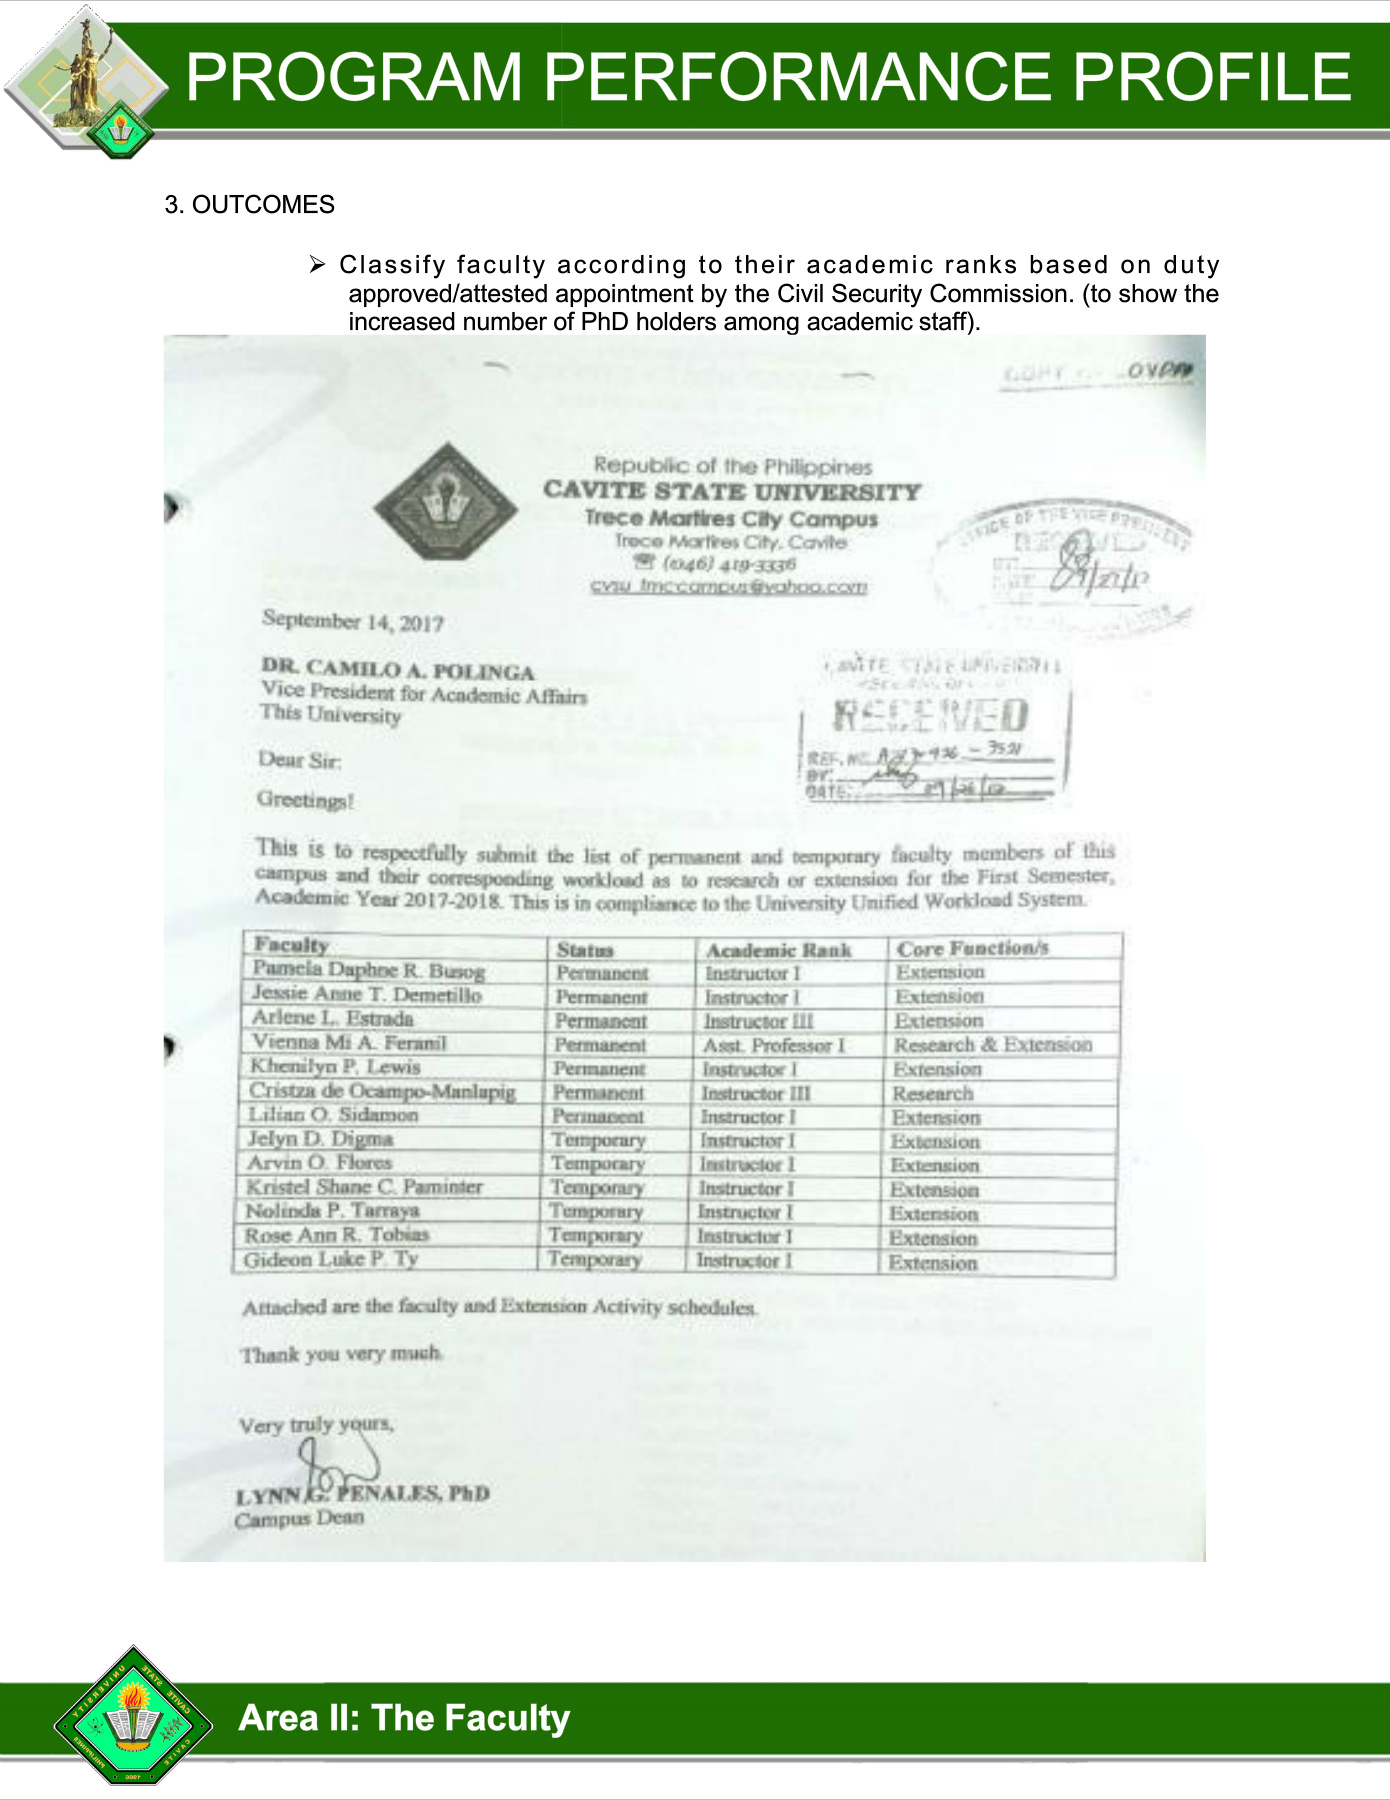 PROGRAM PERFORMANCE PROFILE
3. OUTCOMES
➢ Classify faculty according to their academic ranks based on duty
approved/attested appointment by the Civil Security Commission. (to show the
increased number of PhD holders among academic staff).
COPY OVPAA
Republic of the Philippines
CAVITE STATE UNIVERSITY
Trece Martires City Campus
Trece Martires City, Cavite
☎ (046) 419-3336
cvsu_tmccampus@yahoo.com
OFFICE OF THE VICE PRESIDENT
September 14, 2017
DR. CAMILO A. POLINGA
Vice President for Academic Affairs
This University
CAVITE STATE UNIVERSITY
RECEIVED
REF. NO.
BY:
DATE:
Dear Sir:
Greetings!
This is to respectfully submit the list of permanent and temporary faculty members of this
campus and their corresponding workload as to research or extension for the First Semester,
Academic Year 2017-2018. This is in compliance to the University Unified Workload System.
Faculty Status Academic Rank Core Function/s
Pamela Daphne R. Busog Permanent Instructor I Extension
Jessie Anne T. Demetillo Permanent Instructor I Extension
Arlene L. Estrada Permanent Instructor III Extension
Vienna Mi A. Feranil Permanent Asst. Professor I Research & Extension
Khenilyn P. Lewis Permanent Instructor I Extension
Cristza de Ocampo-Manlapig Permanent Instructor III Research
Lilian O. Sidamon Permanent Instructor I Extension
Jelyn D. Digma Temporary Instructor I Extension
Arvin O. Flores Temporary Instructor I Extension
Kristel Shane C. Paminter Temporary Instructor I Extension
Nolinda P. Tarraya Temporary Instructor I Extension
Rose Ann R. Tobias Temporary Instructor I Extension
Gideon Luke P. Ty Temporary Instructor I Extension
Attached are the faculty and Extension Activity schedules.
Thank you very much.
Very truly yours,
LYNN G. PENALES, PhD
Campus Dean
CAVITE STATE UNIVERSITY
CAVITE PHILIPPINES
1906
Area II: The Faculty